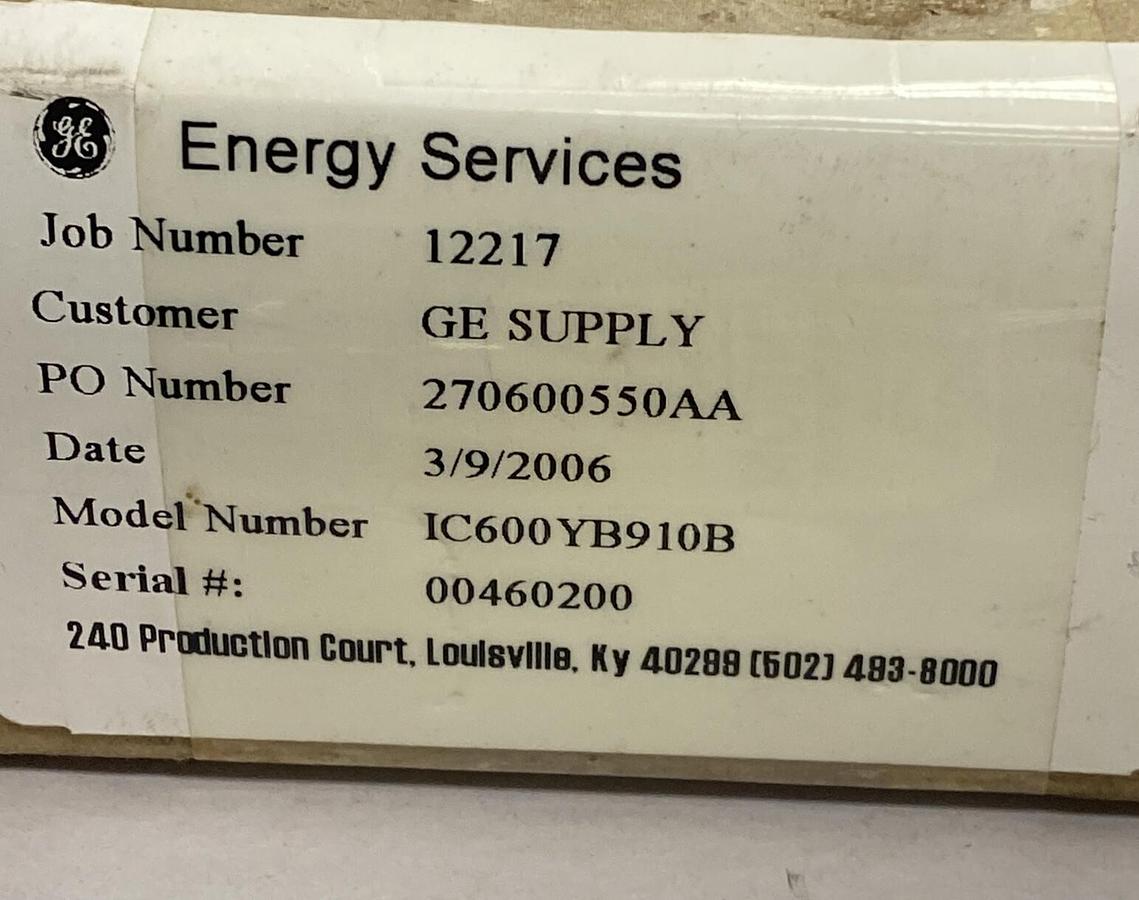 GE Energy Services
Job Number 12217
Customer GE SUPPLY
PO Number 270600550AA
Date 3/9/2006
Model Number IC600YB910B
Serial #: 00460200
240 Production Court, Louisville, Ky 40299 (502) 493-8000